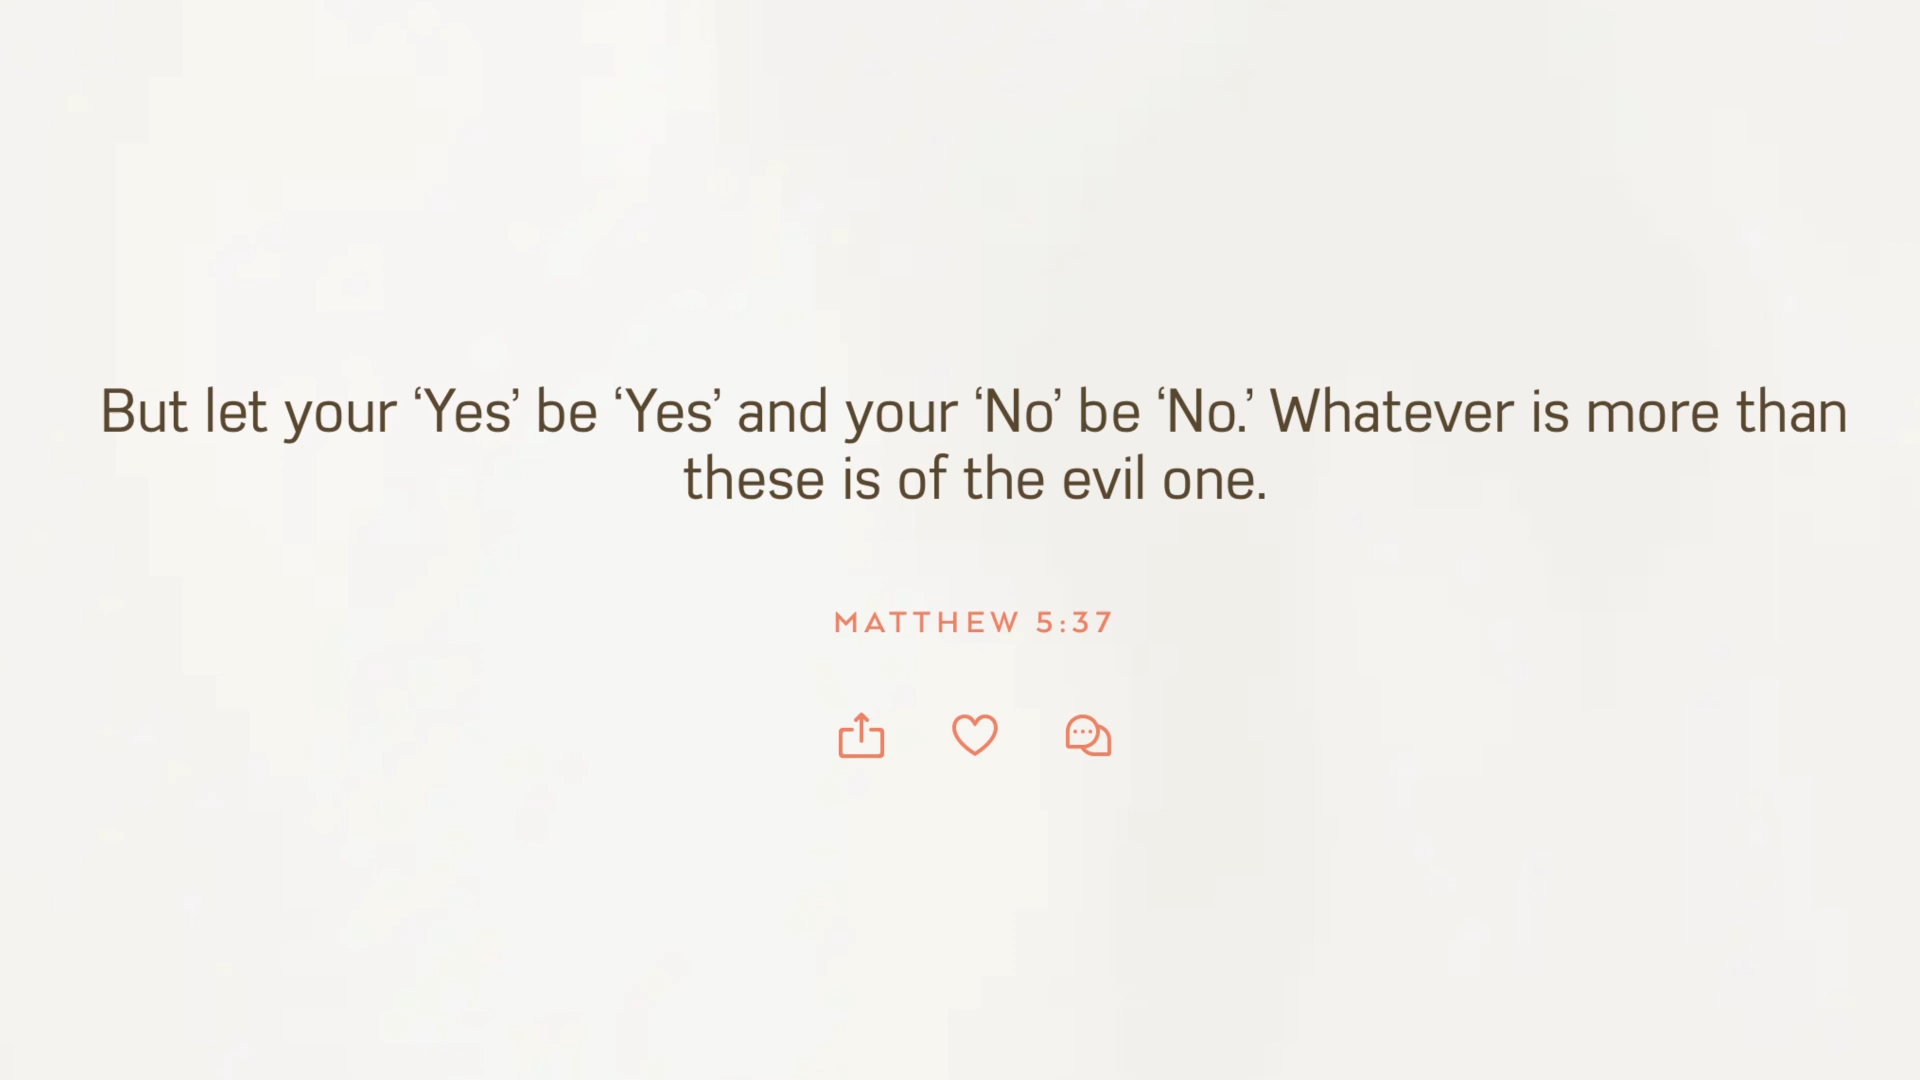 But let your ‘Yes’ be ‘Yes’ and your ‘No’ be ‘No.’ Whatever is more than
these is of the evil one.
MATTHEW 5:37